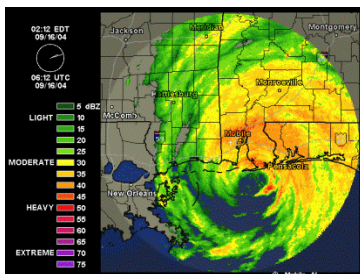 02:12 EDT
09/16/04
06:12 UTC
09/16/04
5 dBZ
LIGHT 10
15
20
25
MODERATE 30
35
40
45
HEAVY 50
55
60
65
EXTREME 70
75
Jackson
Meridian
Montgomery
Monroeville
Hattiesburg
McComb
Mobile
Pensacola
New Orleans